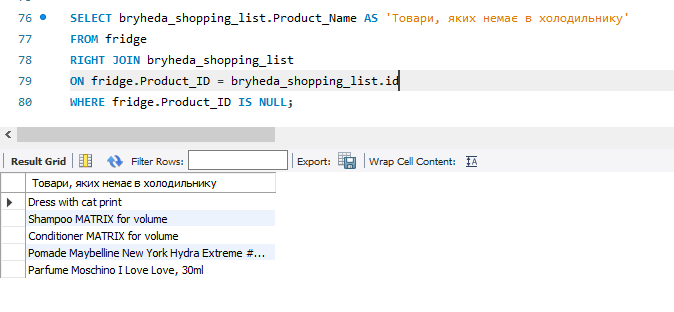 76 SELECT bryheda_shopping_list.Product_Name AS 'Товари, яких немає в холодильнику'
77 FROM fridge
78 RIGHT JOIN bryheda_shopping_list
79 ON fridge.Product_ID = bryheda_shopping_list.id
80 WHERE fridge.Product_ID IS NULL;
Result Grid Filter Rows: Export: Wrap Cell Content:
Товари, яких немає в холодильнику
Dress with cat print
Shampoo MATRIX for volume
Conditioner MATRIX for volume
Pomade Maybelline New York Hydra Extreme #...
Parfume Moschino I Love Love, 30ml